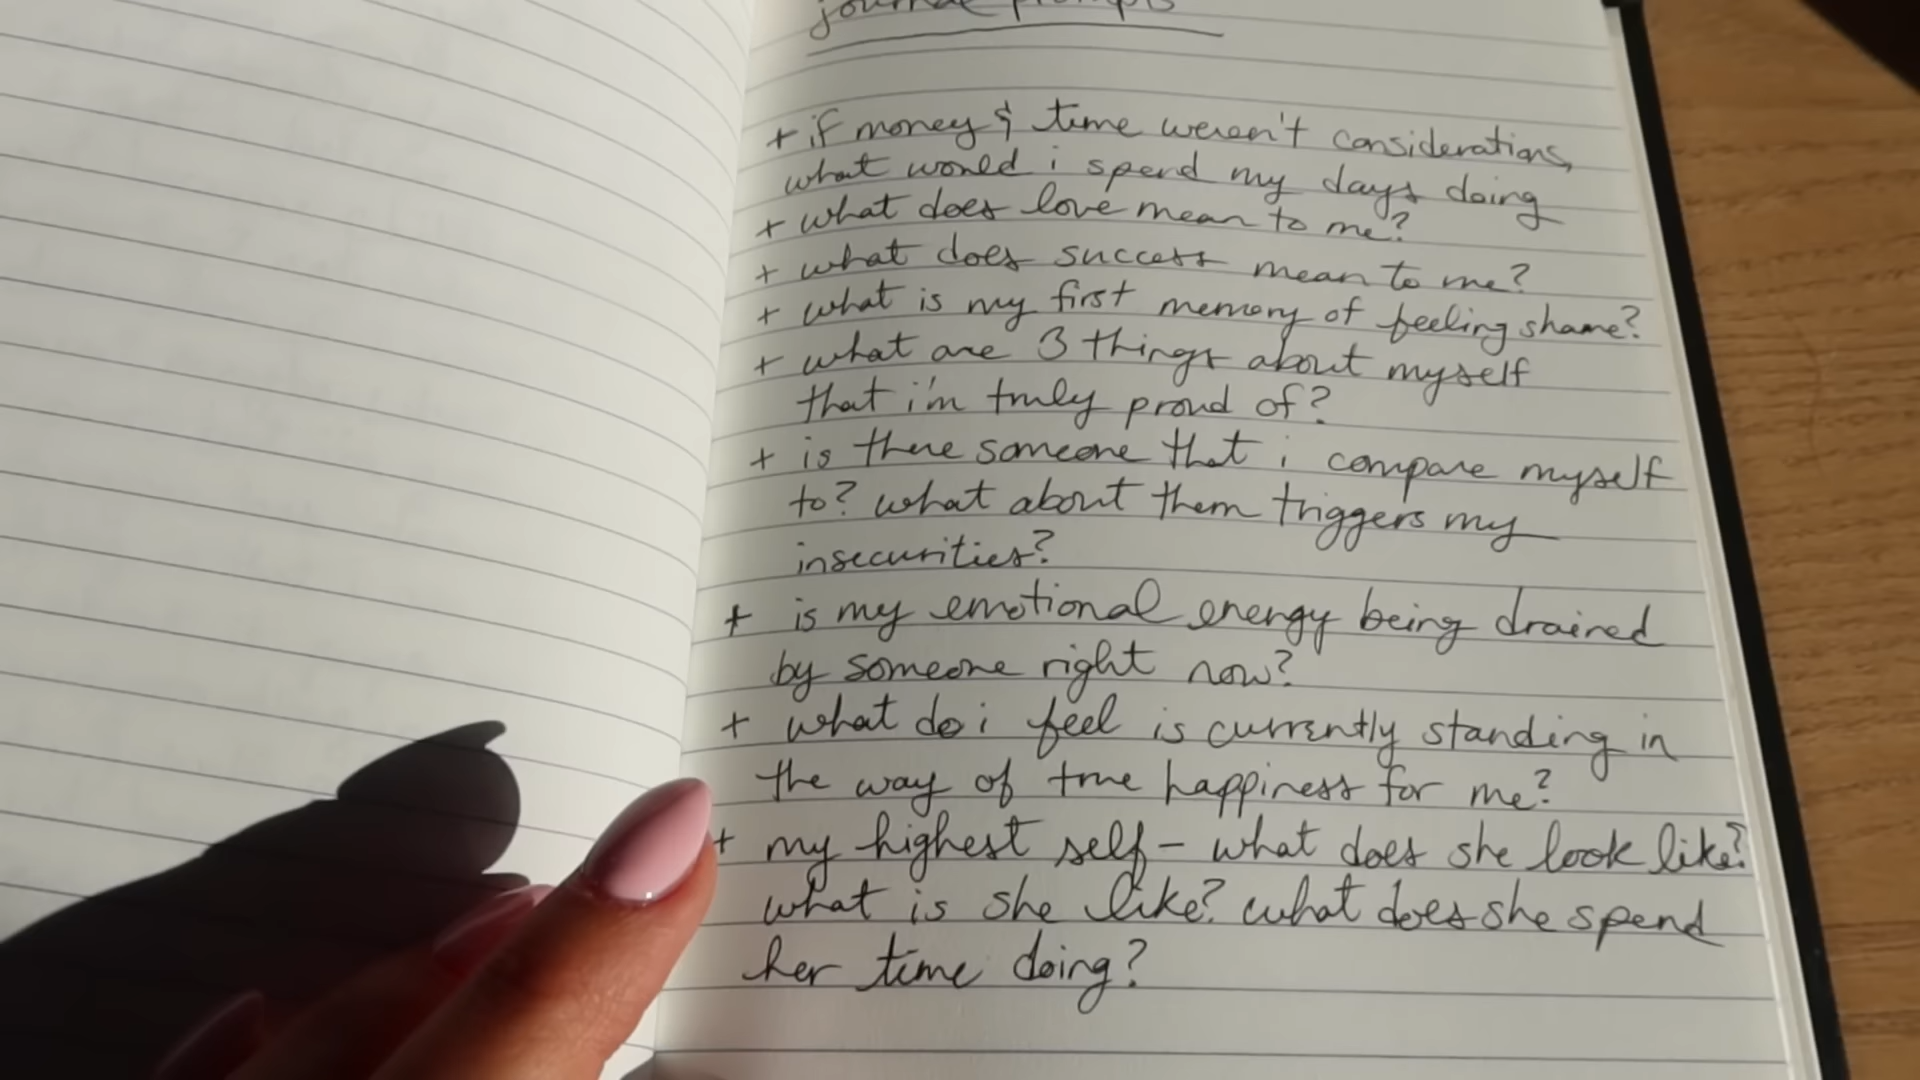 journal prompts
+ if money & time weren't considerations,
what would i spend my days doing
+ what does love mean to me?
+ what does success mean to me?
+ what is my first memory of feeling shame?
+ what are 3 things about myself
that i'm truly proud of?
+ is there someone that i compare myself
to? what about them triggers my
insecurities?
+ is my emotional energy being drained
by someone right now?
+ what do i feel is currently standing in
the way of true happiness for me?
+ my highest self - what does she look like?
what is she like? what does she spend
her time doing?